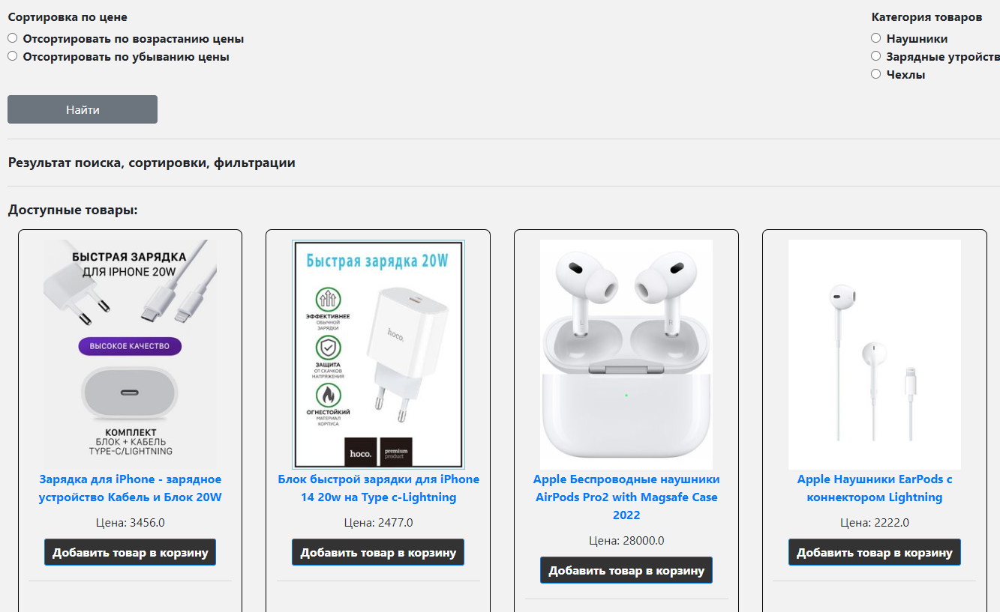 Сортировка по цене
Отсортировать по возрастанию цены
Отсортировать по убыванию цены
Категория товаров
Наушники
Зарядные утройств
Чехлы
Найти
Результат поиска, сортировки, фильтрации
Доступные товары:
БЫСТРАЯ ЗАРЯДКА
ДЛЯ IPHONE 20W
ВЫСОКОЕ КАЧЕСТВО
КОМПЛЕКТ
БЛОК + КАБЕЛЬ
TYPE-C/LIGHTNING
Зарядка для iPhone - зарядное
устройство Кабель и Блок 20W
Цена: 3456.0
Добавить товар в корзину
Быстрая зарядка 20W
ЭФФЕКТИВНЕЕ
ОБЫЧНОЙ
ЗАРЯДКИ
hoco.
ЗАЩИТА
ОТ СКАЧКОВ
НАПРЯЖЕНИЯ
ОГНЕСТОЙКИЙ
МАТЕРИАЛ
КОРПУСА
hoco.
premium
product
Блок быстрой зарядки для iPhone
14 20w на Type c-Lightning
Цена: 2477.0
Добавить товар в корзину
L
R
Apple Беспроводные наушники
AirPods Pro2 with Magsafe Case
2022
Цена: 28000.0
Добавить товар в корзину
Apple Наушники EarPods с
коннектором Lightning
Цена: 2222.0
Добавить товар в корзину